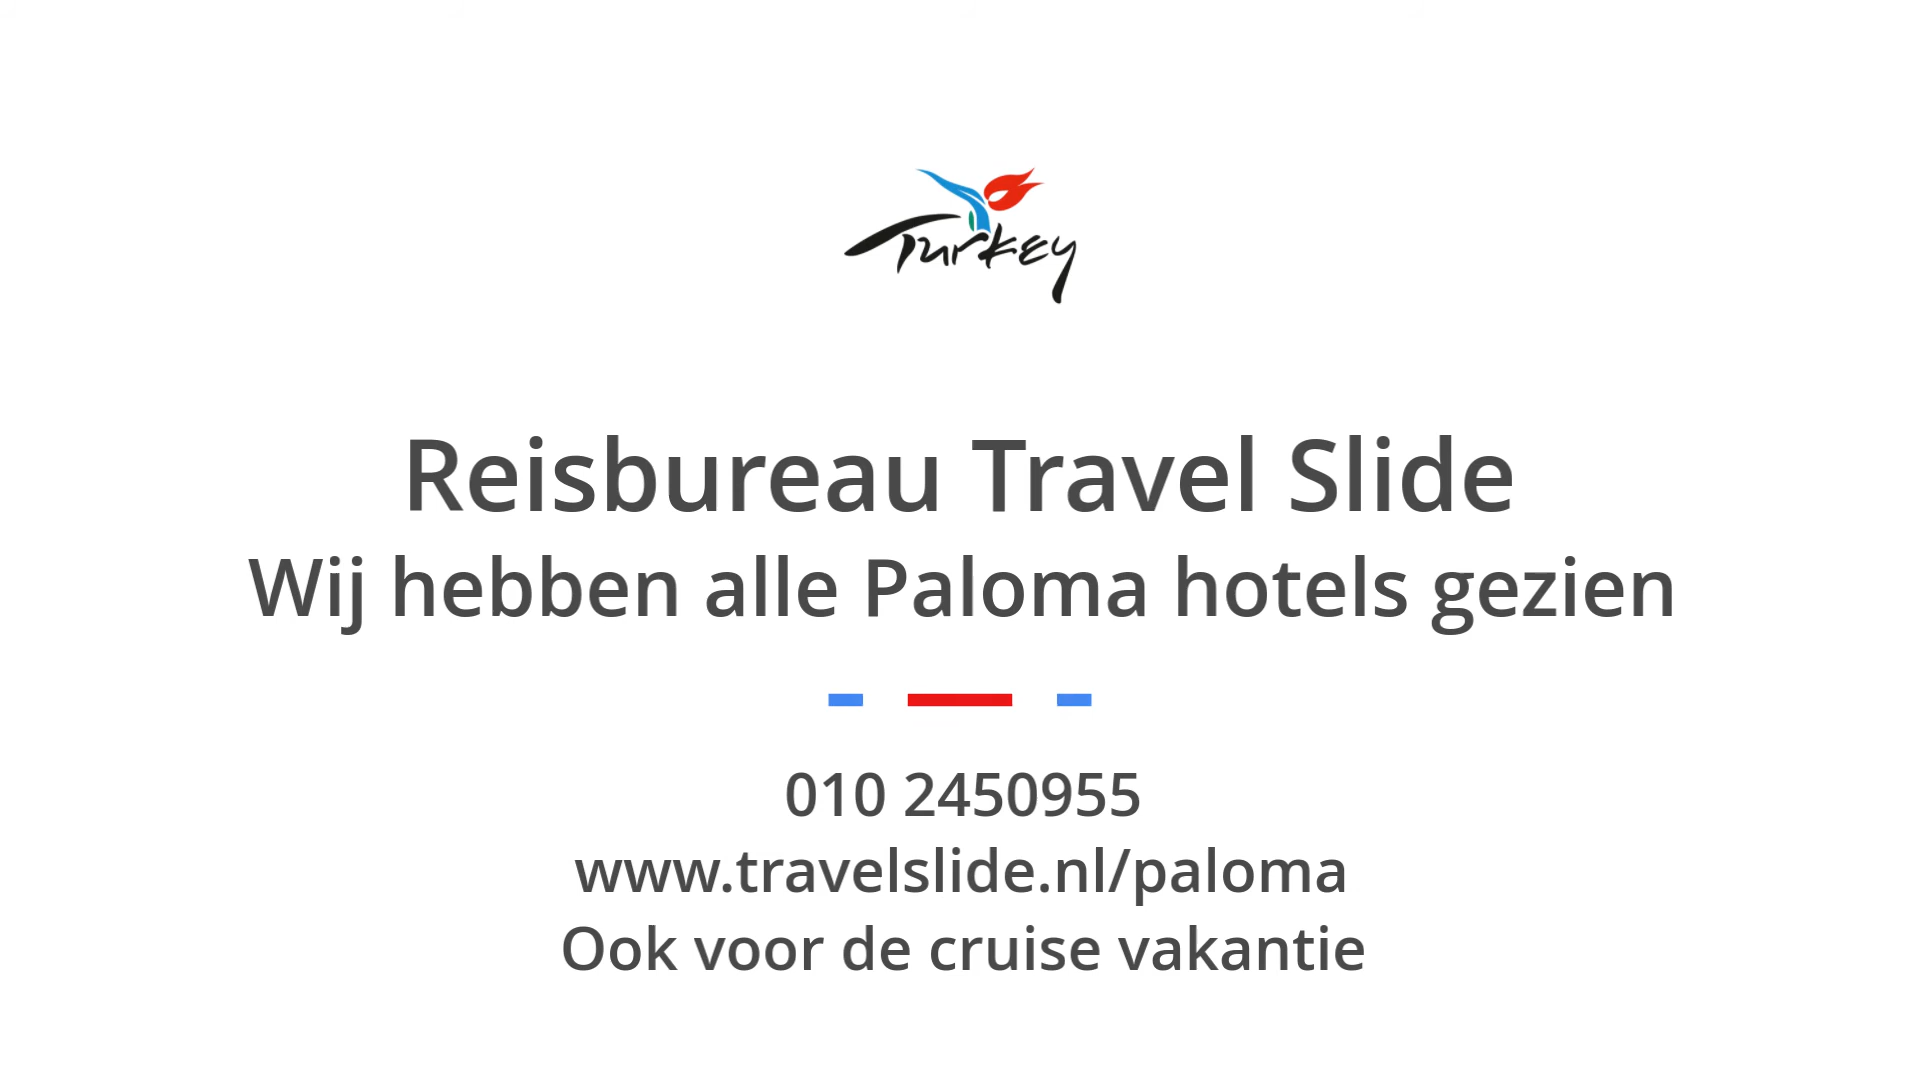 Turkey
Reisbureau Travel Slide
Wij hebben alle Paloma hotels gezien
010 2450955
www.travelslide.nl/paloma
Ook voor de cruise vakantie